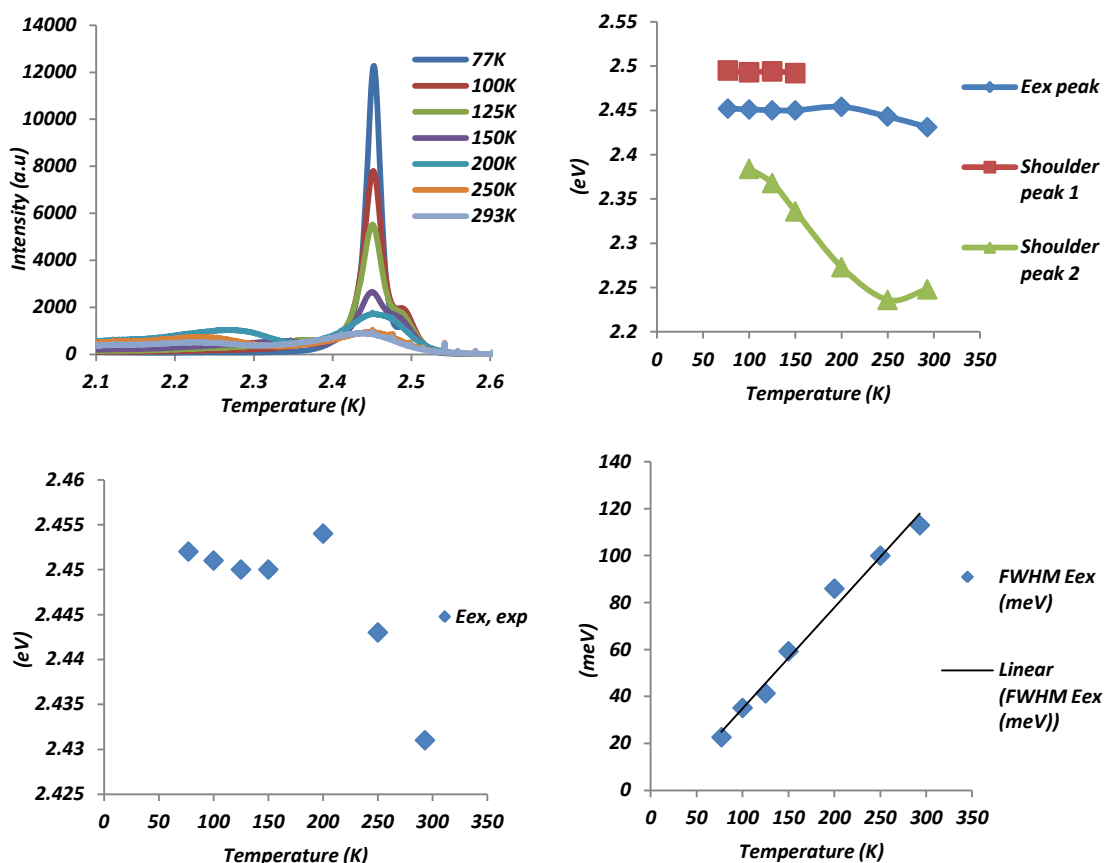 14000
12000
10000
8000
6000
4000
2000
0
Intensity (a.u)
2.1 2.2 2.3 2.4 2.5 2.6
Temperature (K)
77K
100K
125K
150K
200K
250K
293K
2.55
2.5
2.45
2.4
2.35
2.3
2.25
2.2
(eV)
0 50 100 150 200 250 300 350
Temperature (K)
Eex peak
Shoulder
peak 1
Shoulder
peak 2
2.46
2.455
2.45
2.445
2.44
2.435
2.43
2.425
(eV)
0 50 100 150 200 250 300 350
Temperature (K)
Eex, exp
140
120
100
80
60
40
20
0
(meV)
0 50 100 150 200 250 300 350
Temperature (K)
FWHM Eex
(meV)
Linear
(FWHM Eex
(meV))